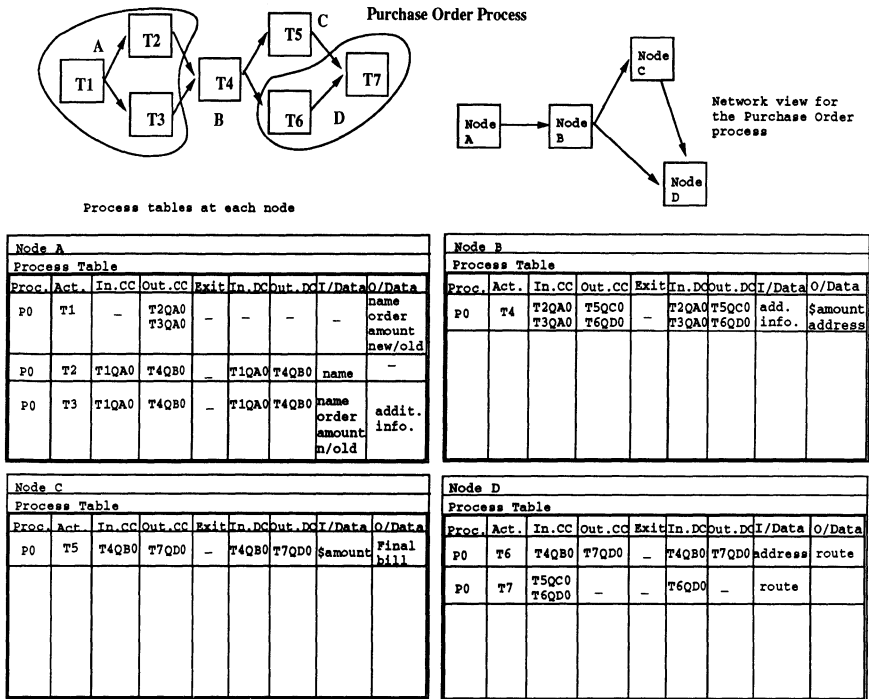 Purchase Order Process
A
T1
T2
T3
T4
B
T5
C
T6
D
T7
Node A
Node B
Node C
Node D
Network view for
the Purchase Order
process
Process tables at each node
Node A
Process Table
Proc. Act. In.CC Out.CC Exit In.DC Out.DC I/Data O/Data
P0 T1 _ T2QA0 T3QA0 _ _ _ _ name order amount new/old
P0 T2 T1QA0 T4QB0 _ T1QA0 T4QB0 name _
P0 T3 T1QA0 T4QB0 _ T1QA0 T4QB0 name order amount n/old addit. info.
Node B
Process Table
Proc. Act. In.CC Out.CC Exit In.DC Out.DC I/Data O/Data
P0 T4 T2QA0 T3QA0 T5QC0 T6QD0 _ T2QA0 T3QA0 T5QC0 T6QD0 add. info. $amount address
Node C
Process Table
Proc. Act. In.CC Out.CC Exit In.DC Out.DC I/Data O/Data
P0 T5 T4QB0 T7QD0 _ T4QB0 T7QD0 $amount Final bill
Node D
Process Table
Proc. Act. In.CC Out.CC Exit In.DC Out.DC I/Data O/Data
P0 T6 T4QB0 T7QD0 _ T4QB0 T7QD0 address route
P0 T7 T5QC0 T6QD0 _ _ T6QD0 _ route